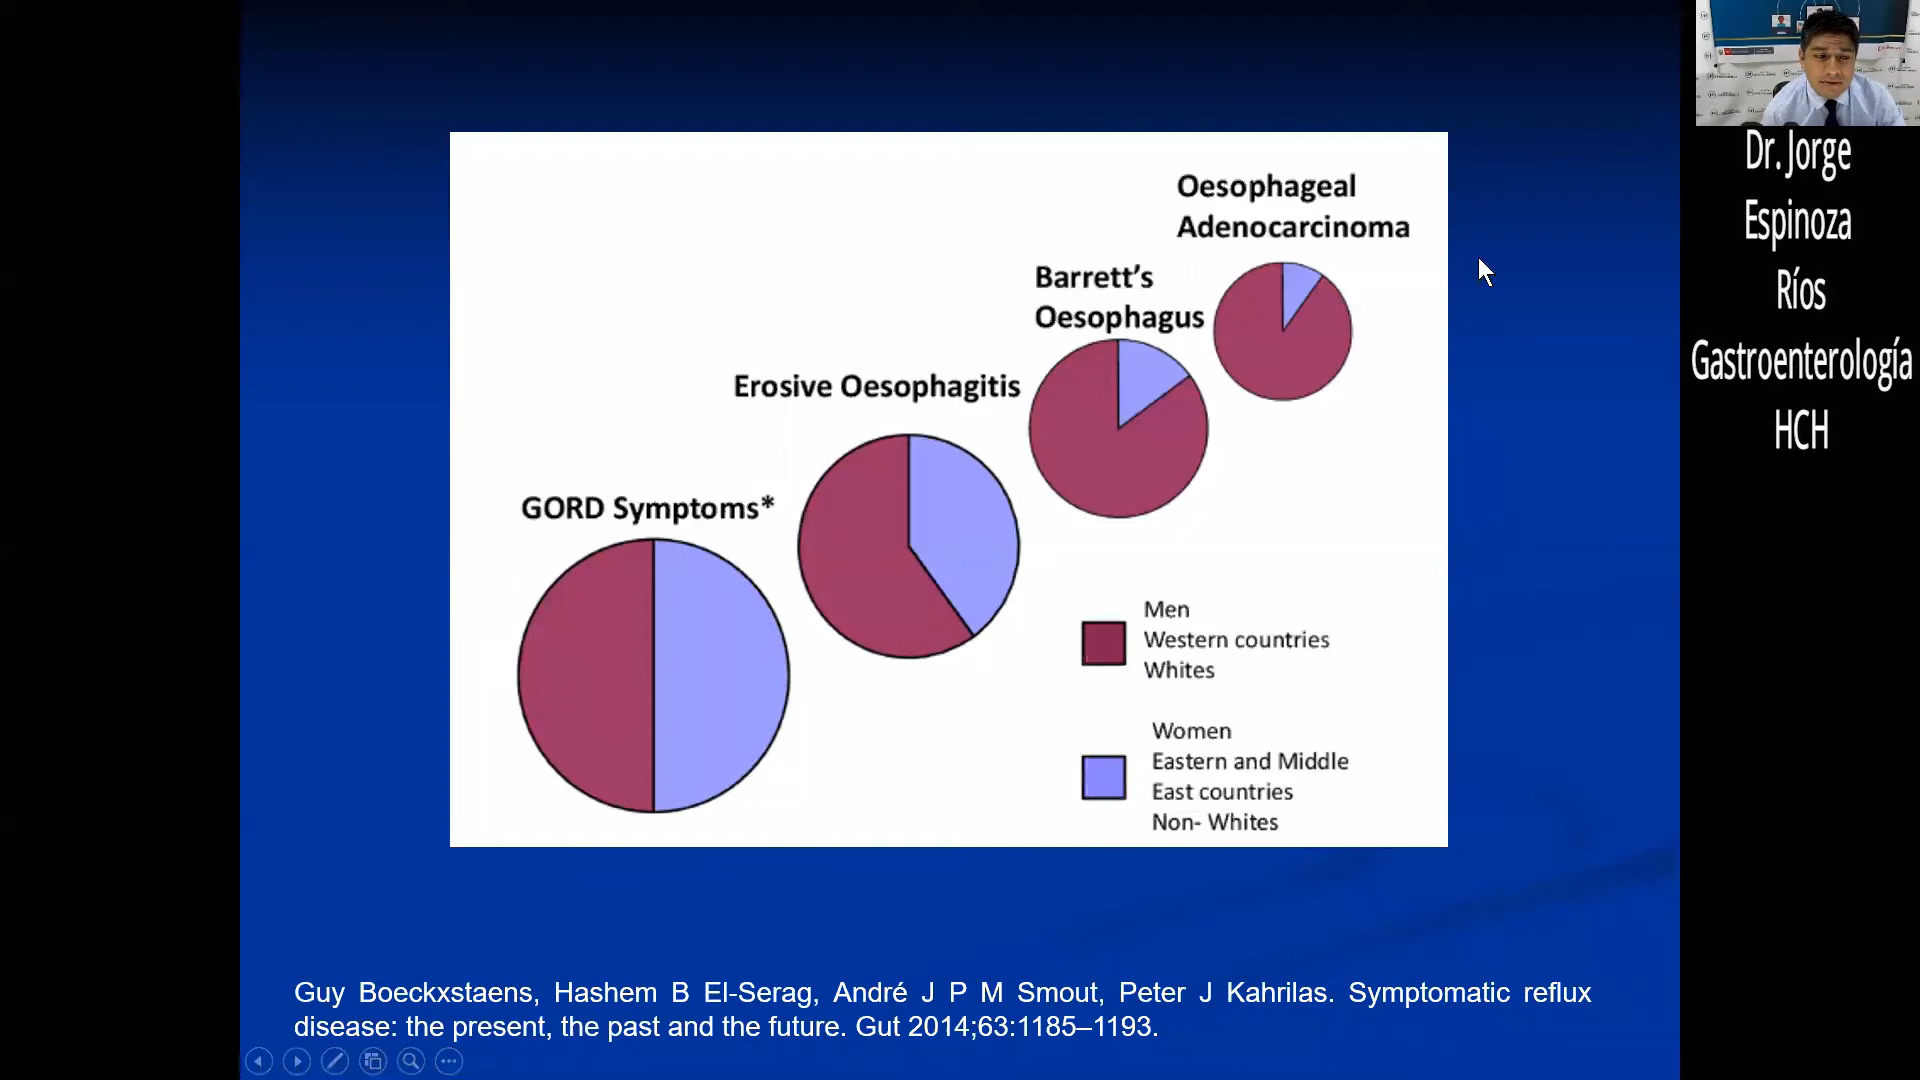 Oesophageal
Adenocarcinoma
Barrett’s
Oesophagus
Erosive Oesophagitis
GORD Symptoms*
Men
Western countries
Whites
Women
Eastern and Middle
East countries
Non- Whites
Guy Boeckxstaens, Hashem B El-Serag, André J P M Smout, Peter J Kahrilas. Symptomatic reflux
disease: the present, the past and the future. Gut 2014;63:1185–1193.
Dr. Jorge
Espinoza
Ríos
Gastroenterología
HCH